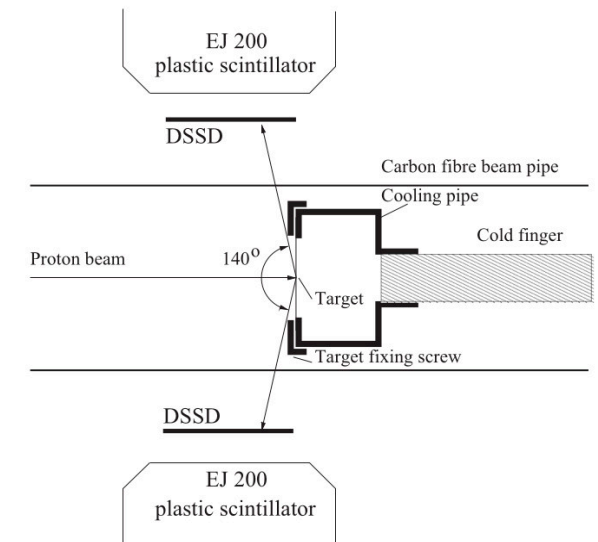 EJ 200
plastic scintillator
DSSD
Carbon fibre beam pipe
Cooling pipe
Cold finger
Proton beam
140°
Target
Target fixing screw
DSSD
EJ 200
plastic scintillator